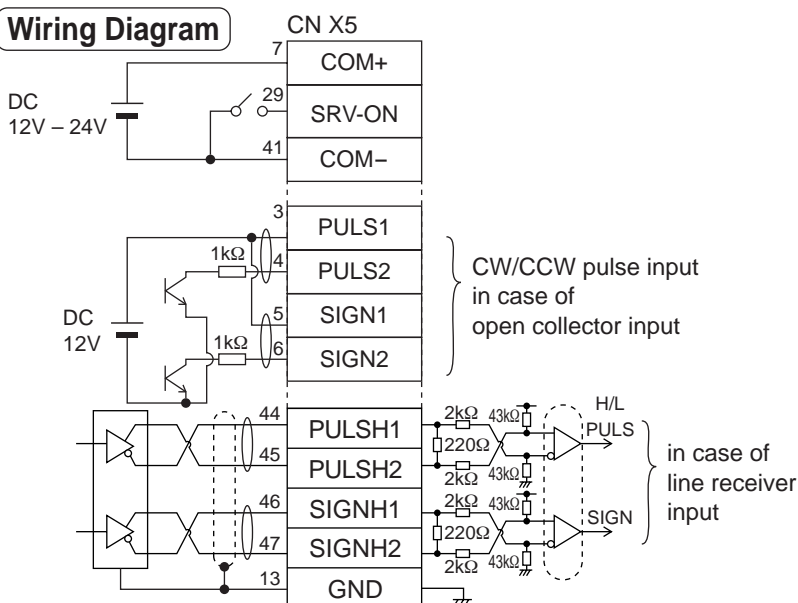 Wiring Diagram
CN X5
7
COM+
DC
12V – 24V
29
SRV-ON
41
COM−
3
PULS1
1kΩ
4
PULS2
CW/CCW pulse input
in case of
open collector input
DC
12V
5
SIGN1
1kΩ
6
SIGN2
44
PULSH1
2kΩ
43kΩ
H/L
PULS
220Ω
45
PULSH2
2kΩ
43kΩ
in case of
line receiver
input
46
SIGNH1
2kΩ
43kΩ
SIGN
220Ω
47
SIGNH2
2kΩ
43kΩ
13
GND